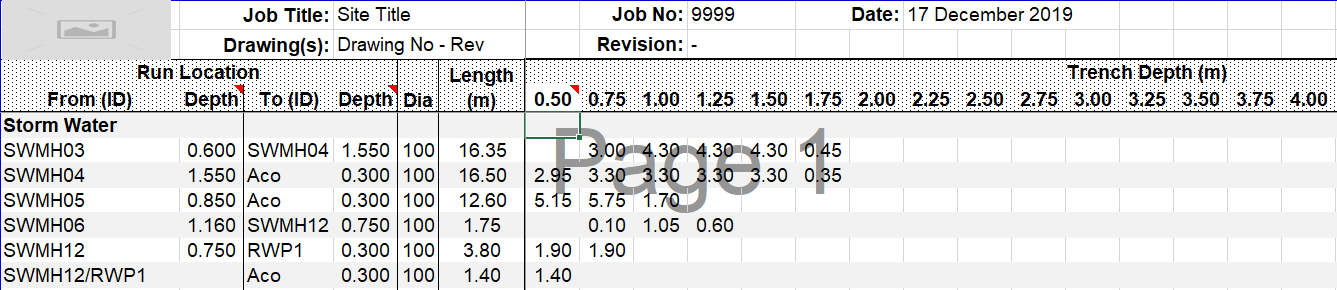 Job Title: Site Title Job No: 9999 Date: 17 December 2019
Drawing(s): Drawing No - Rev Revision: -
Run Location Length Trench Depth (m)
From (ID) Depth To (ID) Depth Dia (m) 0.50 0.75 1.00 1.25 1.50 1.75 2.00 2.25 2.50 2.75 3.00 3.25 3.50 3.75 4.00
Storm Water
SWMH03 0.600 SWMH04 1.550 100 16.35 3.00 4.30 4.30 4.30 0.45
Page 1
SWMH04 1.550 Aco 0.300 100 16.50 2.95 3.30 3.30 3.30 3.30 0.35
SWMH05 0.850 Aco 0.300 100 12.60 5.15 5.75 1.70
SWMH06 1.160 SWMH12 0.750 100 1.75 0.10 1.05 0.60
SWMH12 0.750 RWP1 0.300 100 3.80 1.90 1.90
SWMH12/RWP1 Aco 0.300 100 1.40 1.40